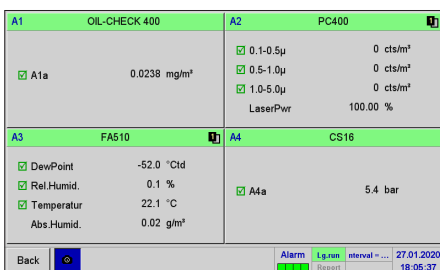 A1 OIL-CHECK 400
A1a 0.0238 mg/m³
A2 PC400 1
0.1-0.5µ 0 cts/m³
0.5-1.0µ 0 cts/m³
1.0-5.0µ 0 cts/m³
LaserPwr 100.00 %
A3 FA510 1
DewPoint -52.0 °Ctd
Rel.Humid. 0.1 %
Temperatur 22.1 °C
Abs.Humid. 0.02 g/m³
A4 CS16
A4a 5.4 bar
Back Alarm Lg.run nterval = ... 27.01.2020
Report 18:05:37